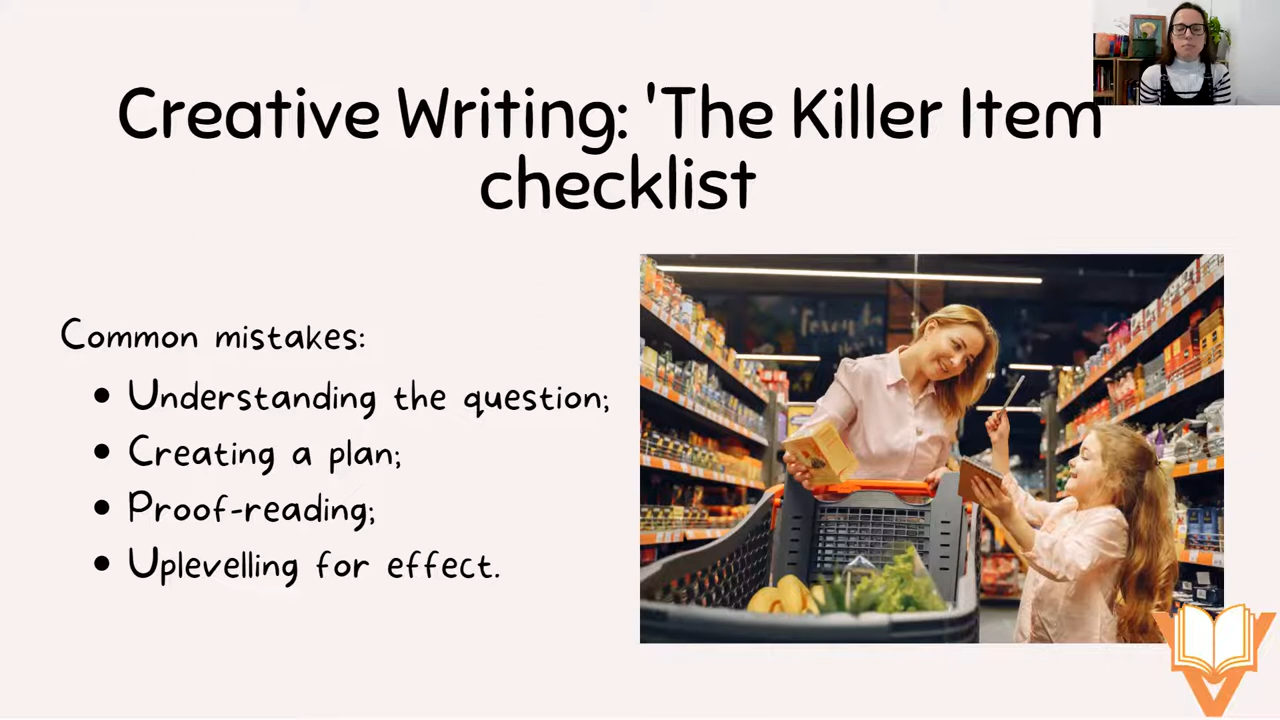 Creative Writing: 'The Killer Item
checklist
Common mistakes:
Understanding the question;
Creating a plan;
Proof-reading;
Uplevelling for effect.